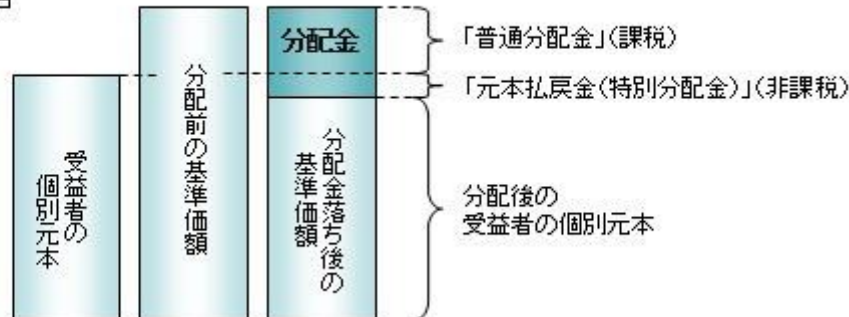 分配金
「普通分配金」(課税)
「元本払戻金(特別分配金)」(非課税)
受益者の
個別元本
分配前の基準価額
分配金落ち後の
基準価額
分配後の
受益者の個別元本